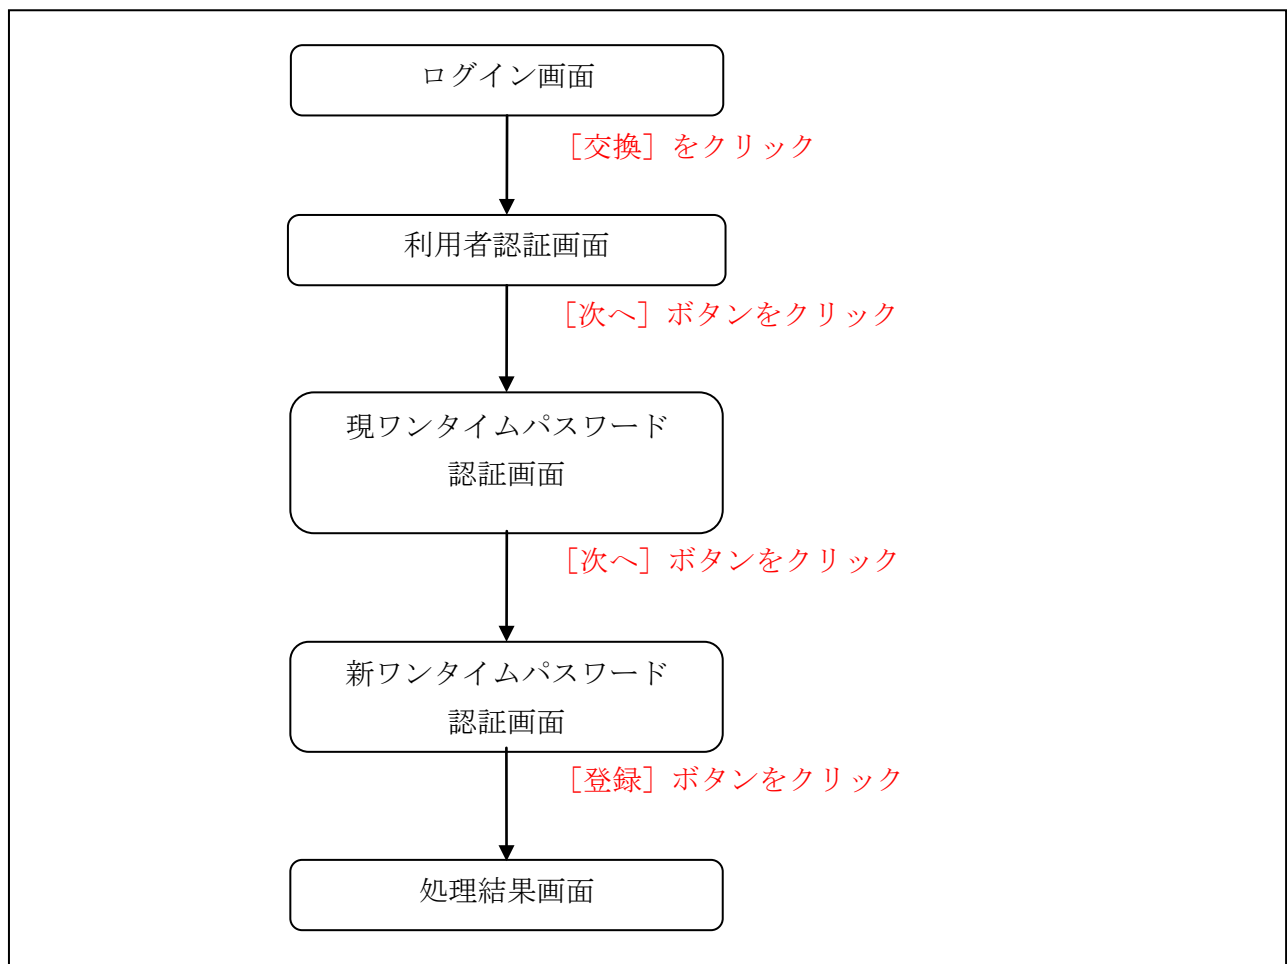 ログイン画面
［交換］をクリック
利用者認証画面
［次へ］ボタンをクリック
現ワンタイムパスワード
認証画面
［次へ］ボタンをクリック
新ワンタイムパスワード
認証画面
［登録］ボタンをクリック
処理結果画面